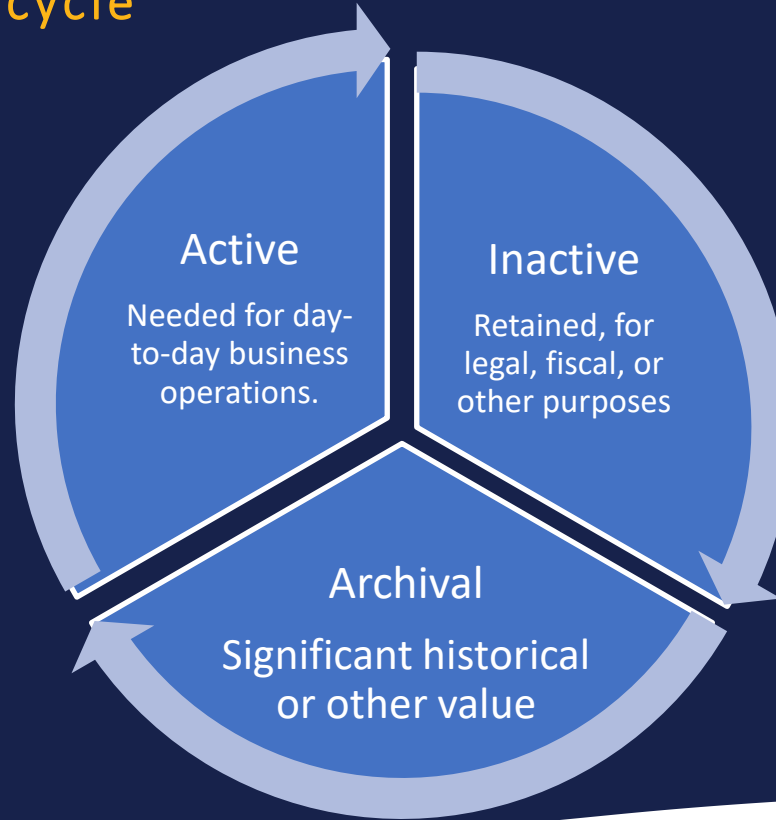 cycle
Active
Needed for day-
to-day business
operations.
Inactive
Retained, for
legal, fiscal, or
other purposes
Archival
Significant historical
or other value